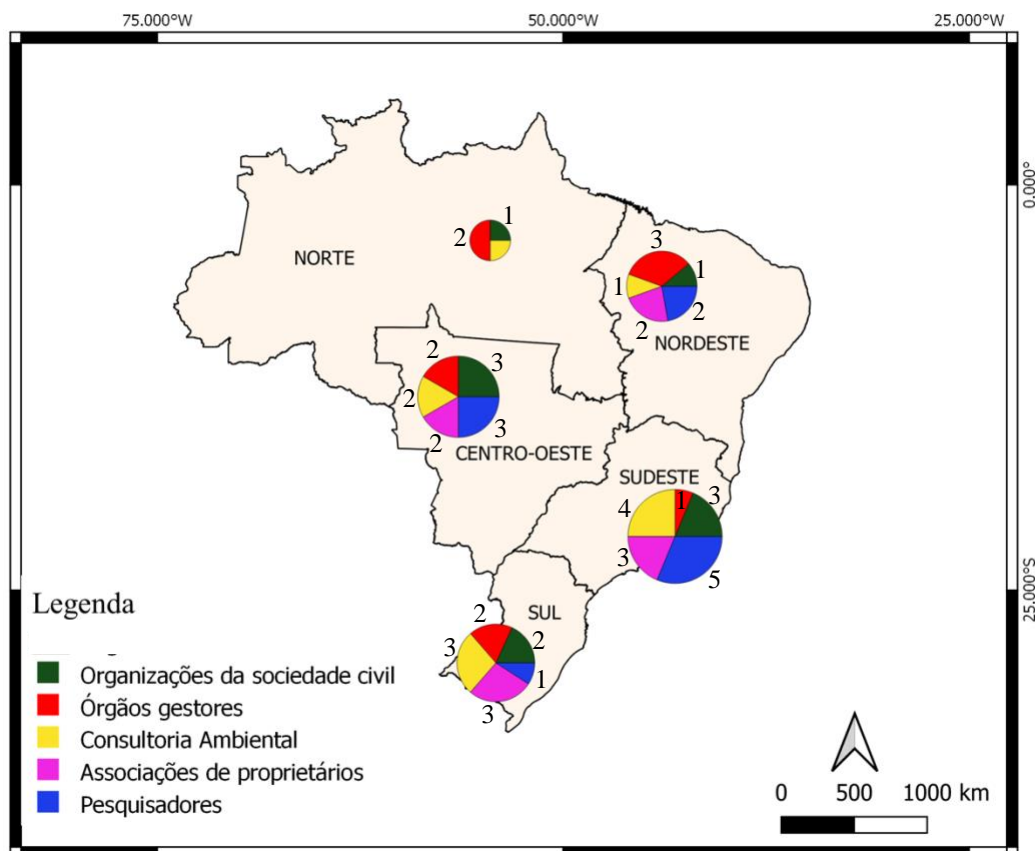 75.000°W 50.000°W 25.000°W
0.000°
25.000°S
NORTE
2 1
3
1
1
2
2
NORDESTE
2
3
2
2
3
CENTRO-OESTE
SUDESTE
4
1
3
3
5
SUL
2
2
3
1
3
Legenda
Organizações da sociedade civil
Órgãos gestores
Consultoria Ambiental
Associações de proprietários
Pesquisadores
0 500 1000 km